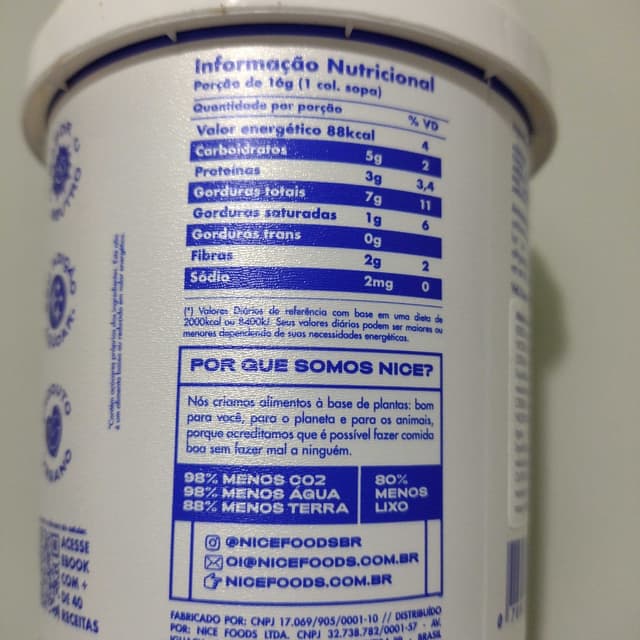 Informação Nutricional
Porção de 16g (1 col. sopa)
Quantidade por porção
% VD
Valor energético 88kcal 4
Carboidratos 5g 2
Proteínas 3g 3,4
Gorduras totais 7g 11
Gorduras saturadas 1g 6
Gorduras trans 0g
Fibras 2g 2
Sódio 2mg 0
(*) Valores Diários de referência com base em uma dieta de
2000kcal ou 8400kJ. Seus valores diários podem ser maiores ou
menores dependendo de suas necessidades energéticas.
POR QUE SOMOS NICE?
Nós criamos alimentos à base de plantas: bom
para você, para o planeta e para os animais,
porque acreditamos que é possível fazer comida
boa sem fazer mal a ninguém.
98% MENOS CO2
98% MENOS ÁGUA
88% MENOS TERRA
80%
MENOS
LIXO
@NICEFOODSBR
OI@NICEFOODS.COM.BR
NICEFOODS.COM.BR
FABRICADO POR: CNPJ 17.069/905/0001-10 // DISTRIBUÍDO
POR: NICE FOODS LTDA. CNPJ 32.738.782/0001-57 - AV.
BRASIL
ACESSE
EBOOK
COM +
DE 40
RECEITAS